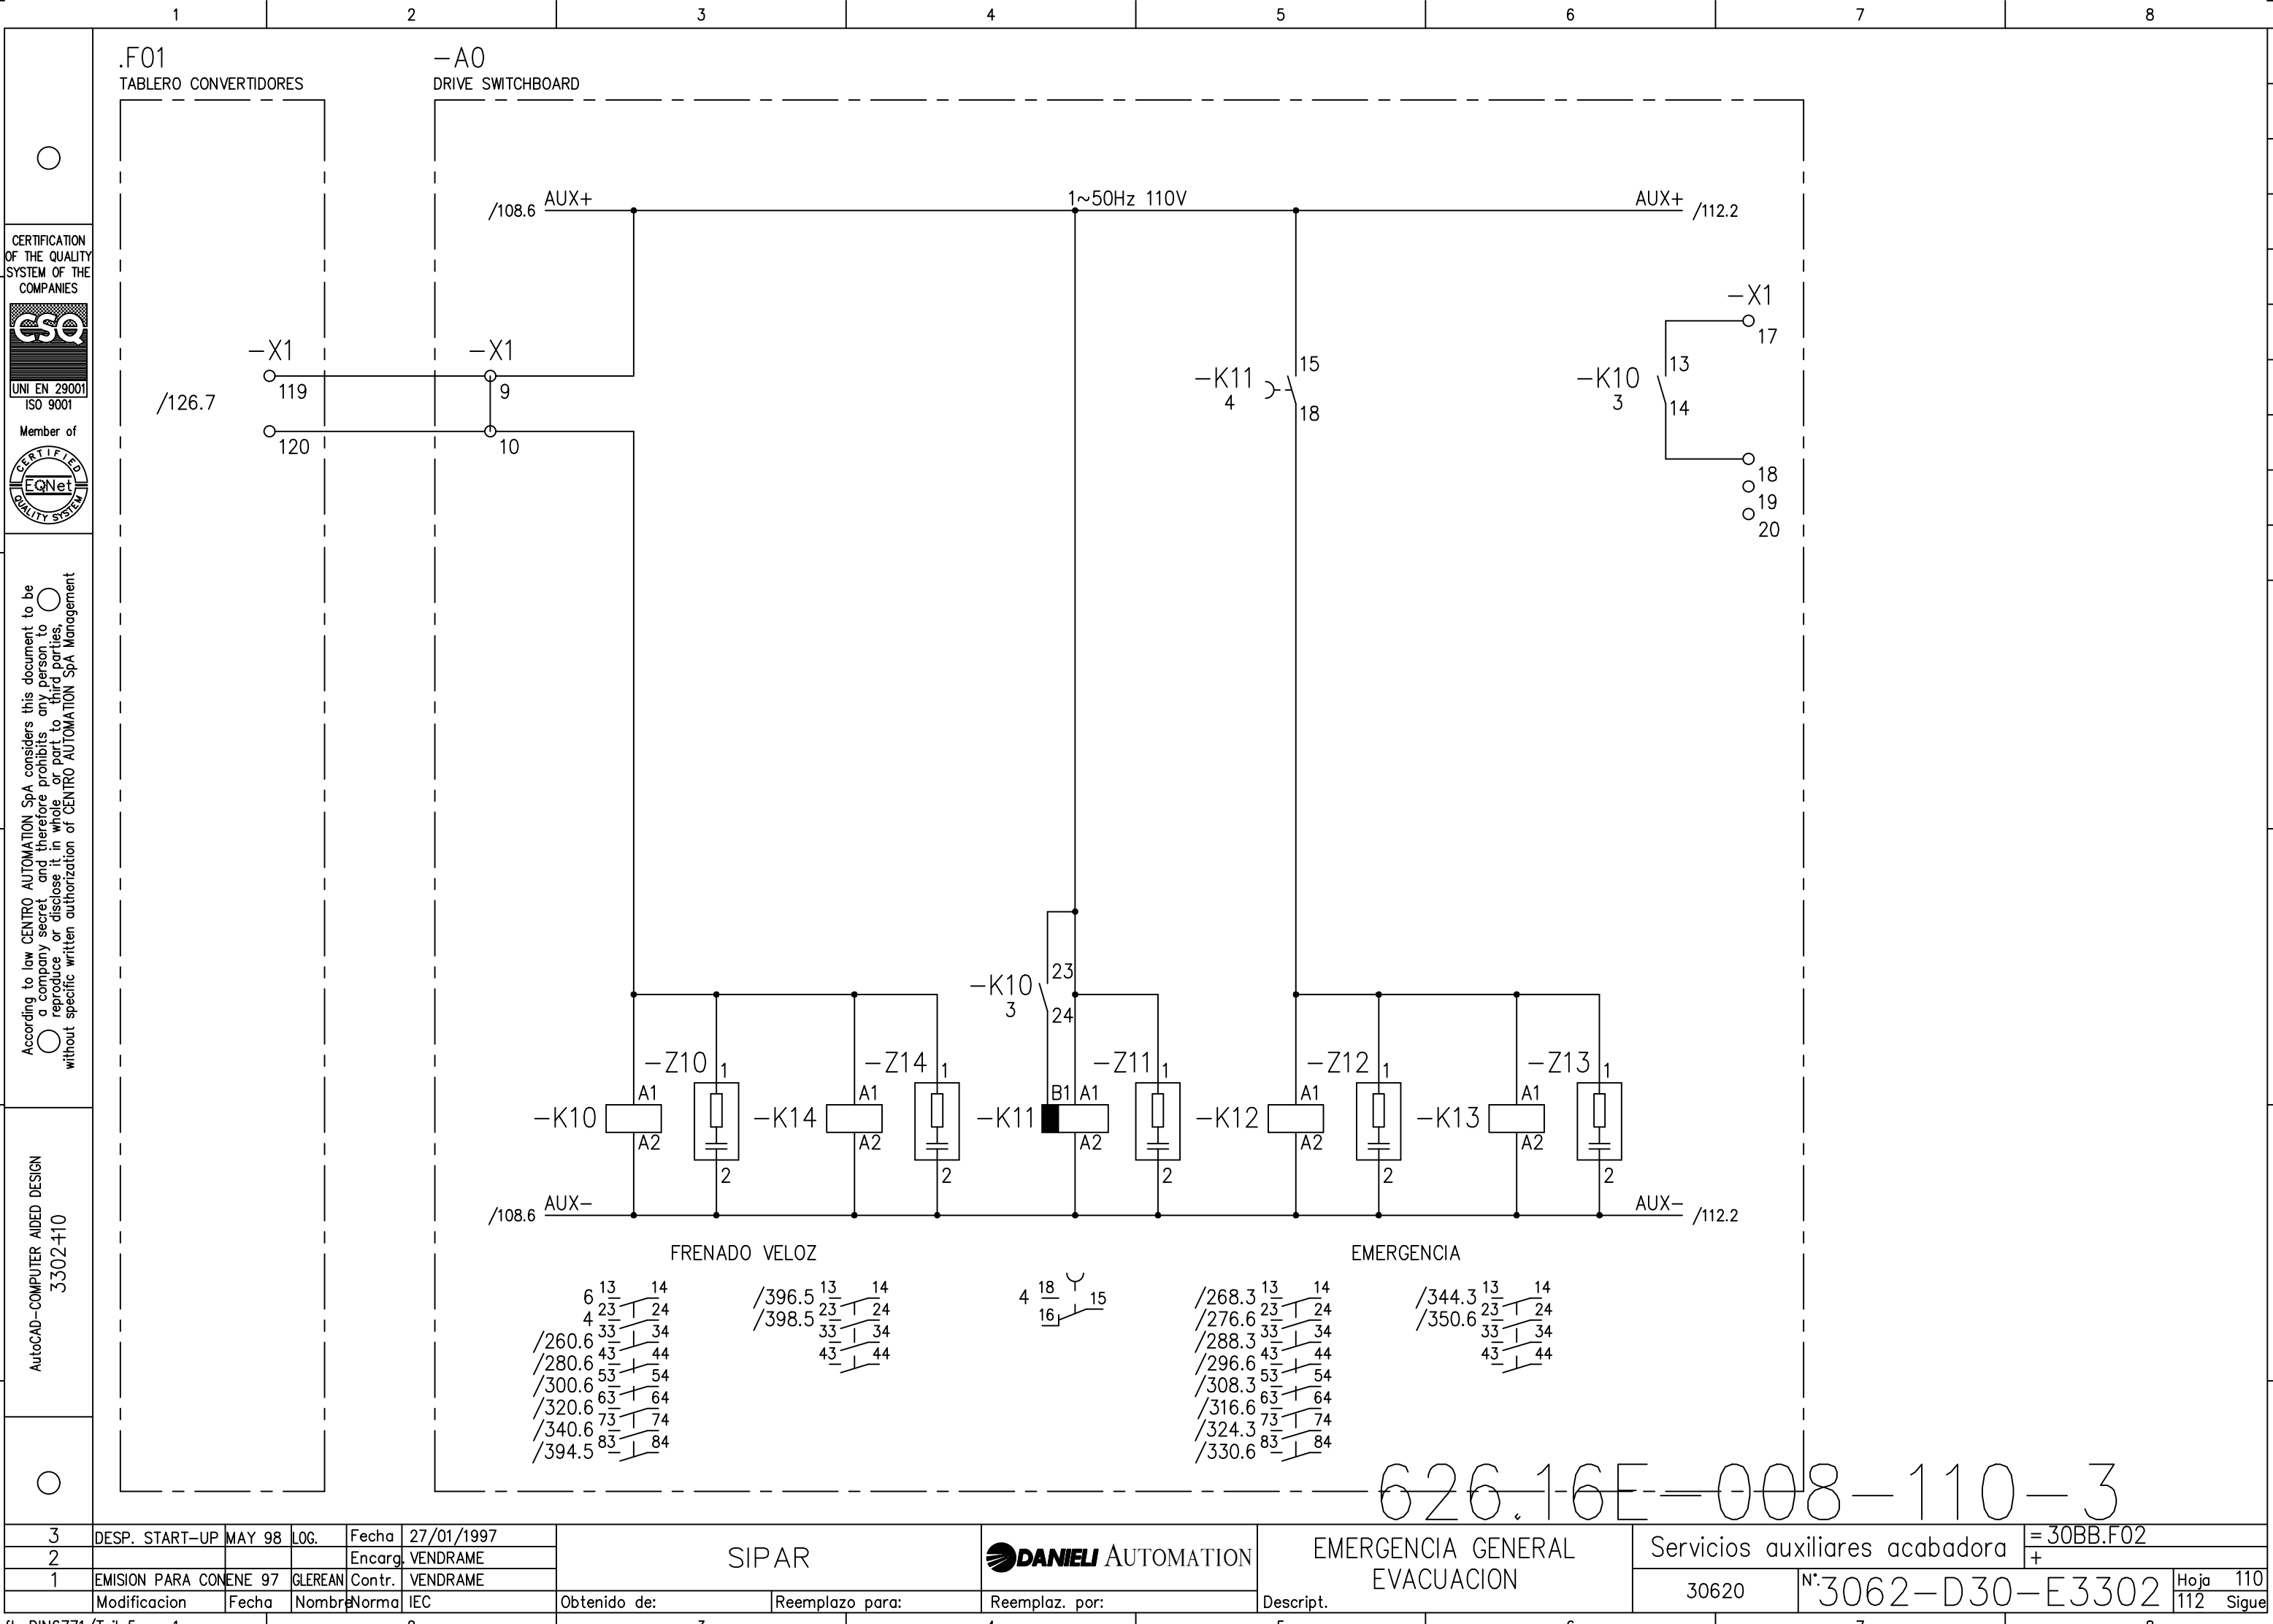 1 2 3 4 5 6 7 8
.F01
TABLERO CONVERTIDORES
-A0
DRIVE SWITCHBOARD
/108.6 AUX+ 1~50Hz 110V AUX+ /112.2
CERTIFICATION
OF THE QUALITY
SYSTEM OF THE
COMPANIES
CSQ
UNI EN 29001
ISO 9001
Member of
CERTIFIED
EQNet
QUALITY SYSTEM
-X1
119
120
/126.7
-X1
9
10
-K11
4
15
18
-K10
3
13
14
-X1
17
18
19
20
According to law CENTRO AUTOMATION SpA considers this document to be
a company secret and therefore prohibits any person to
reproduce or disclose it in whole or part to third parties,
without specific written authorization of CENTRO AUTOMATION SpA Management
AutoCAD-COMPUTER AIDED DESIGN
3302410
-K10
3
23
24
-K10 A1 A2
-Z10 1 2
-K14 A1 A2
-Z14 1 2
-K11 B1 A1 A2
-Z11 1 2
-K12 A1 A2
-Z12 1 2
-K13 A1 A2
-Z13 1 2
/108.6 AUX- AUX- /112.2
FRENADO VELOZ
EMERGENCIA
6 13 14
4 23 24
/260.6 33 34
/280.6 43 44
/300.6 53 54
/320.6 63 64
/340.6 73 74
/394.5 83 84
/396.5 13 14
/398.5 23 24
33 34
43 44
4 18 15
16
/268.3 13 14
/276.6 23 24
/288.3 33 34
/296.6 43 44
/308.3 53 54
/316.6 63 64
/324.3 73 74
/330.6 83 84
/344.3 13 14
/350.6 23 24
33 34
43 44
626.16E-008-110-3
3 DESP. START-UP MAY 98 LOG. Fecha 27/01/1997
2 Encarg. VENDRAME
1 EMISION PARA CON ENE 97 GLEREAN Contr. VENDRAME
Modificacion Fecha Nombre Norma IEC
SIPAR
Obtenido de: Reemplazo para:
DANIELI AUTOMATION
Reemplaz. por:
EMERGENCIA GENERAL
EVACUACION
Descript.
Servicios auxiliares acabadora
=30BB.F02
+
30620
N°. 3062-D30-E3302
Hoja 110
112 Sigue